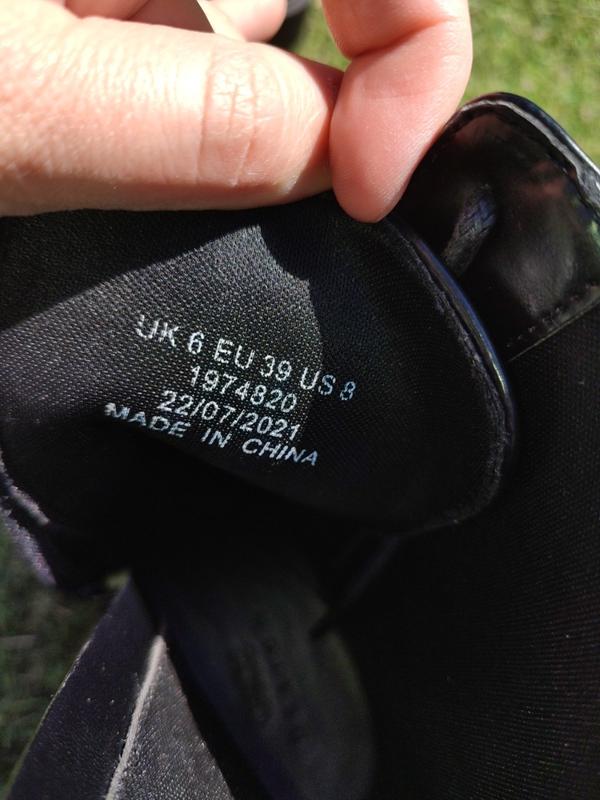 UK 6 EU 39 US 8
1974820
22/07/2021
MADE IN CHINA